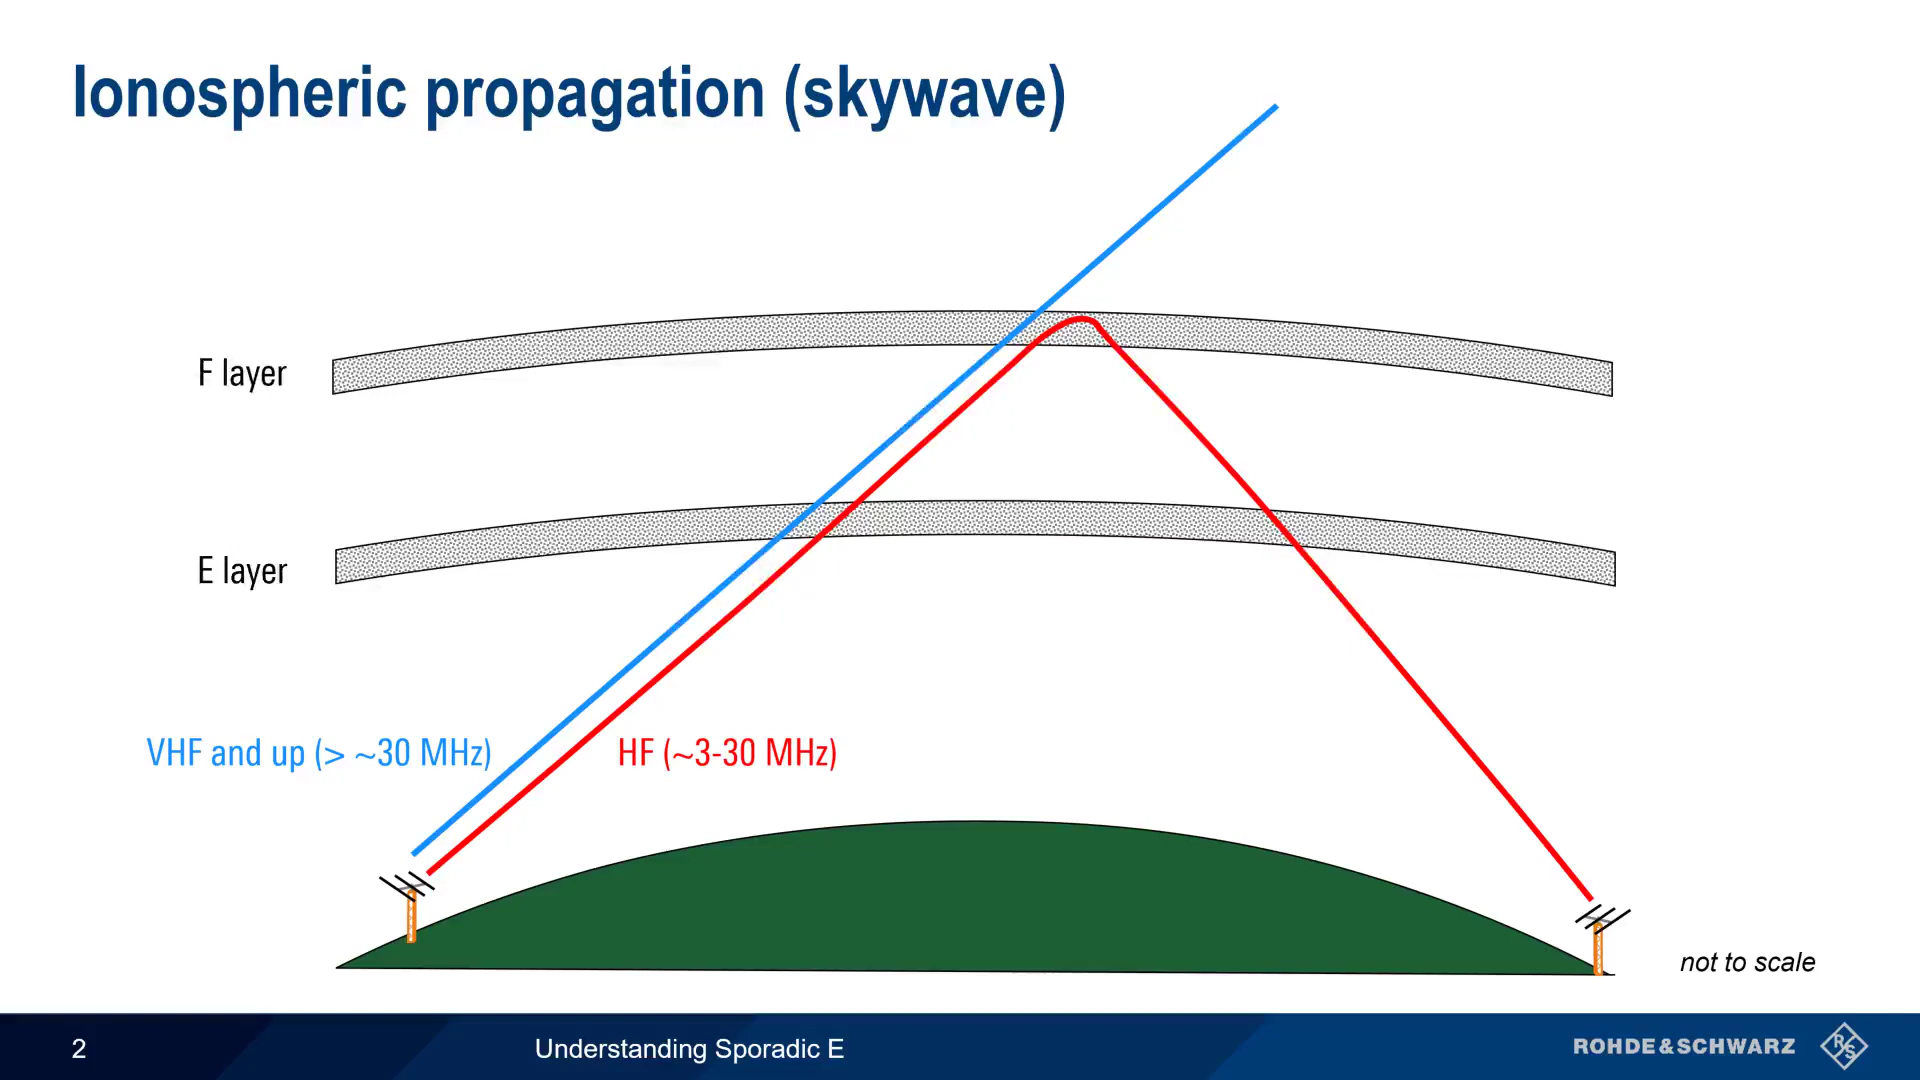 Ionospheric propagation (skywave)
F layer
E layer
VHF and up (> ~30 MHz)
HF (~3-30 MHz)
not to scale
2
Understanding Sporadic E
ROHDE&SCHWARZ
R
S